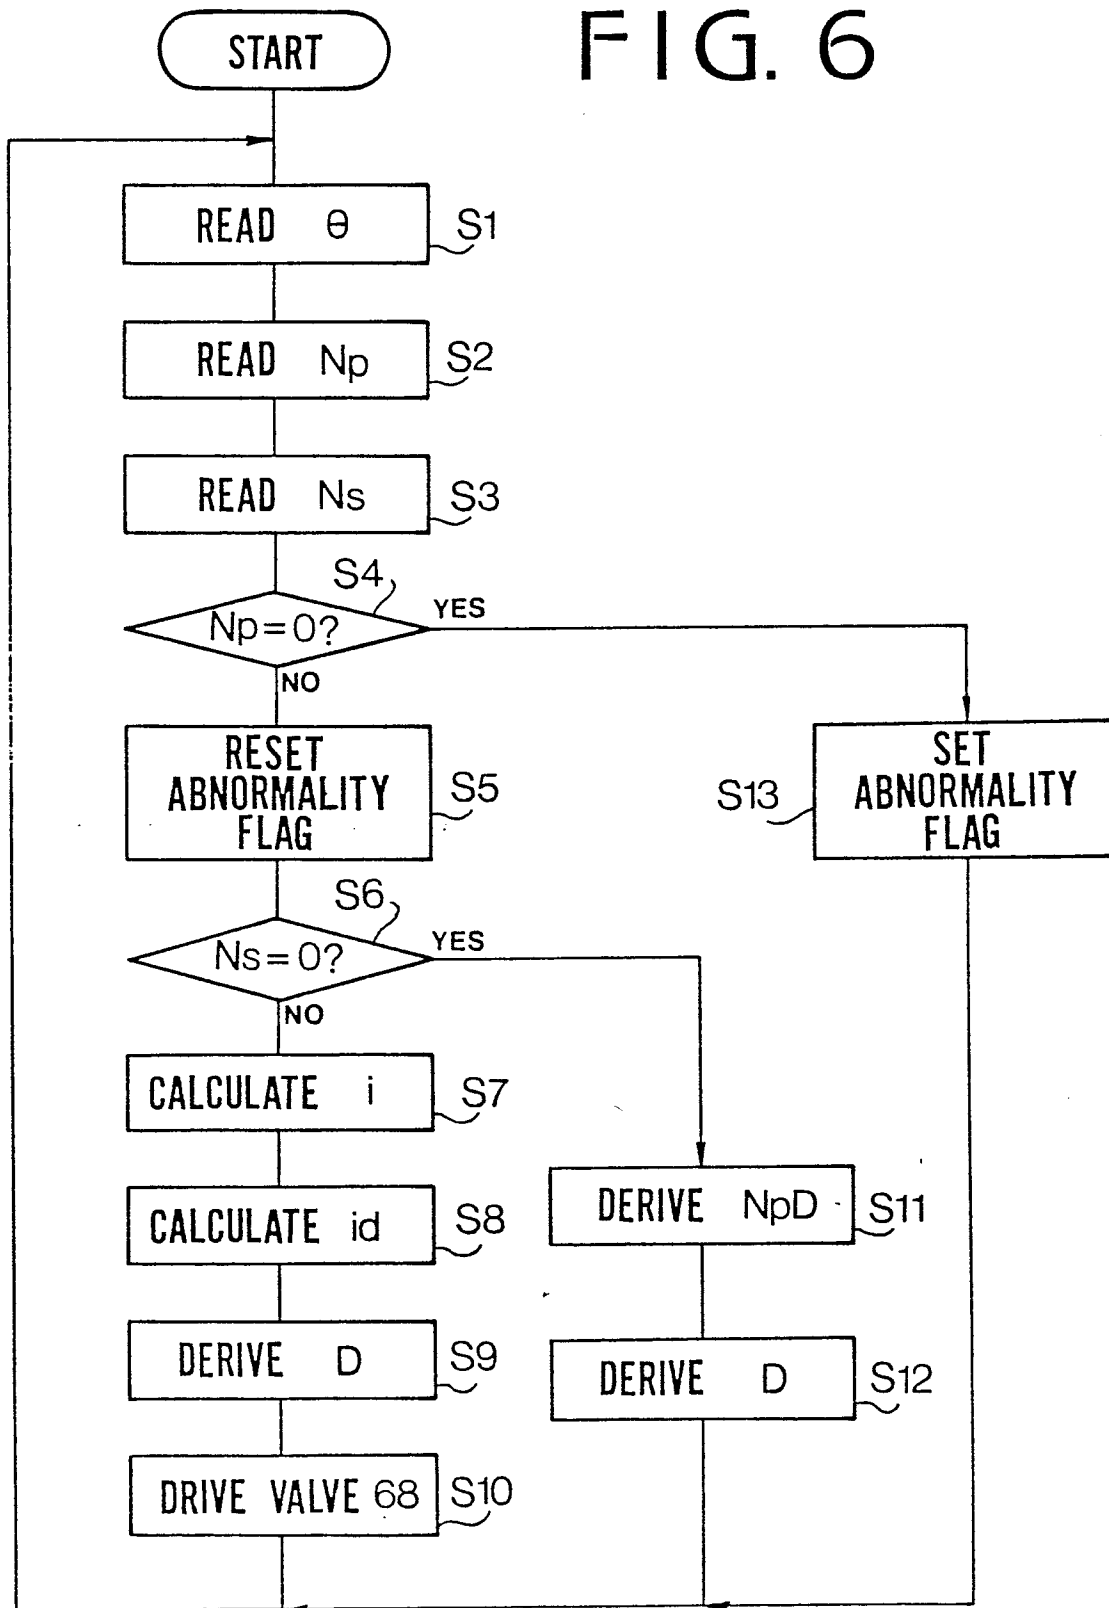 FIG. 6
START
READ θ
S1
READ Np
S2
READ Ns
S3
S4
Np=0?
YES
NO
RESET
ABNORMALITY
FLAG
S5
SET
ABNORMALITY
FLAG
S13
S6
Ns=0?
YES
NO
CALCULATE i
S7
CALCULATE id
S8
DERIVE NpD
S11
DERIVE D
S9
DERIVE D
S12
DRIVE VALVE 68
S10